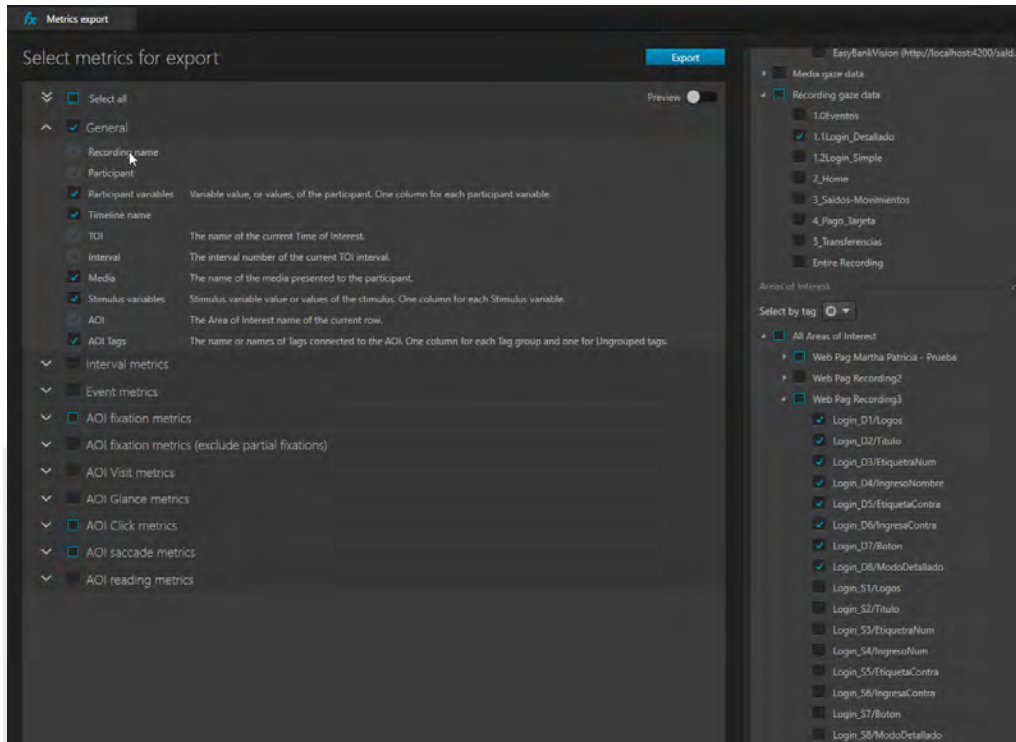 fx Metrics export
Select metrics for export
Export
Select all
Preview
General
Recording name
Participant
Participant variables Variable value, or values, of the participant. One column for each participant variable.
Timeline name
TOI The name of the current Time of Interest.
Interval The interval number of the current TOI interval.
Media The name of the media presented to the participant.
Stimulus variables Stimulus variable value or values of the stimulus. One column for each Stimulus variable.
AOI The Area of Interest name of the current row.
AOI Tags The name or names of Tags connected to the AOI. One column for each Tag group and one for Ungrouped tags.
Interval metrics
Event metrics
AOI fixation metrics
AOI fixation metrics (exclude partial fixations)
AOI Visit metrics
AOI Glance metrics
AOI Click metrics
AOI saccade metrics
AOI reading metrics
EasyBankVision (http://localhost:4200/sald...
Media gaze data
Recording gaze data
1.0Eventos
1.1Login_Detallado
1.2Login_Simple
2_Home
3_Saldos-Movimientos
4_Pago_Tarjeta
5_Transferencias
Entire Recording
Areas of Interest
Select by tag
All Areas of Interest
Web Pag Martha Patricia - Prueba
Web Pag Recording2
Web Pag Recording3
Login_D1/Logos
Login_D2/Titulo
Login_D3/EtiquetraNum
Login_D4/IngresoNombre
Login_D5/EtiquetaContra
Login_D6/IngresaContra
Login_D7/Boton
Login_D8/ModoDetallado
Login_S1/Logos
Login_S2/Titulo
Login_S3/EtiquetraNum
Login_S4/IngresoNum
Login_S5/EtiquetaContra
Login_S6/IngresaContra
Login_S7/Boton
Login_S8/ModoDetallado